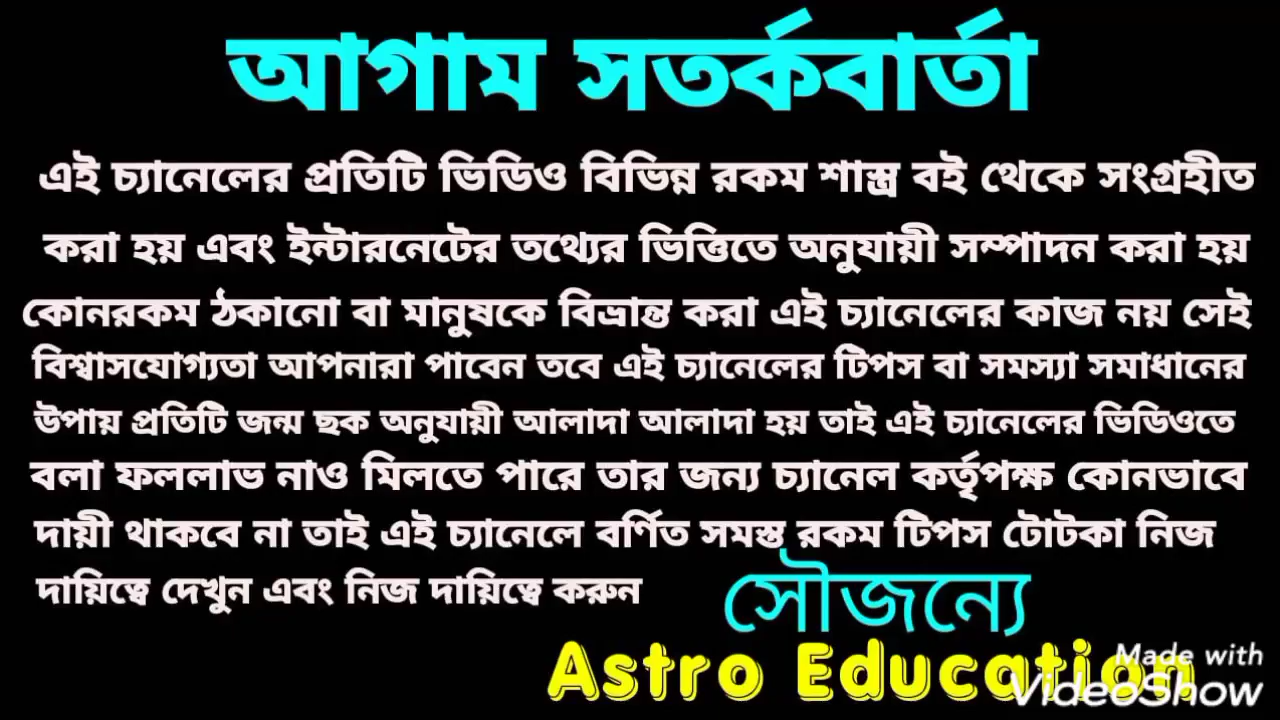 আগাম সতর্কবার্তা
এই চ্যানেলের প্রতিটি ভিডিও বিভিন্ন রকম শাস্ত্র বই থেকে সংগ্রহীত
করা হয় এবং ইন্টারনেটের তথ্যের ভিত্তিতে অনুযায়ী সম্পাদন করা হয়
কোনরকম ঠকানো বা মানুষকে বিভ্রান্ত করা এই চ্যানেলের কাজ নয় সেই
বিশ্বাসযোগ্যতা আপনারা পাবেন তবে এই চ্যানেলের টিপস বা সমস্যা সমাধানের
উপায় প্রতিটি জন্ম ছক অনুযায়ী আলাদা আলাদা হয় তাই এই চ্যানেলের ভিডিওতে
বলা ফললাভ নাও মিলতে পারে তার জন্য চ্যানেল কর্তৃপক্ষ কোনভাবে
দায়ী থাকবে না তাই এই চ্যানেলে বর্ণিত সমস্ত রকম টিপস টোটকা নিজ
দায়িত্বে দেখুন এবং নিজ দায়িত্বে করুন
সৌজন্যে
Astro Education
Made with
VideoShow